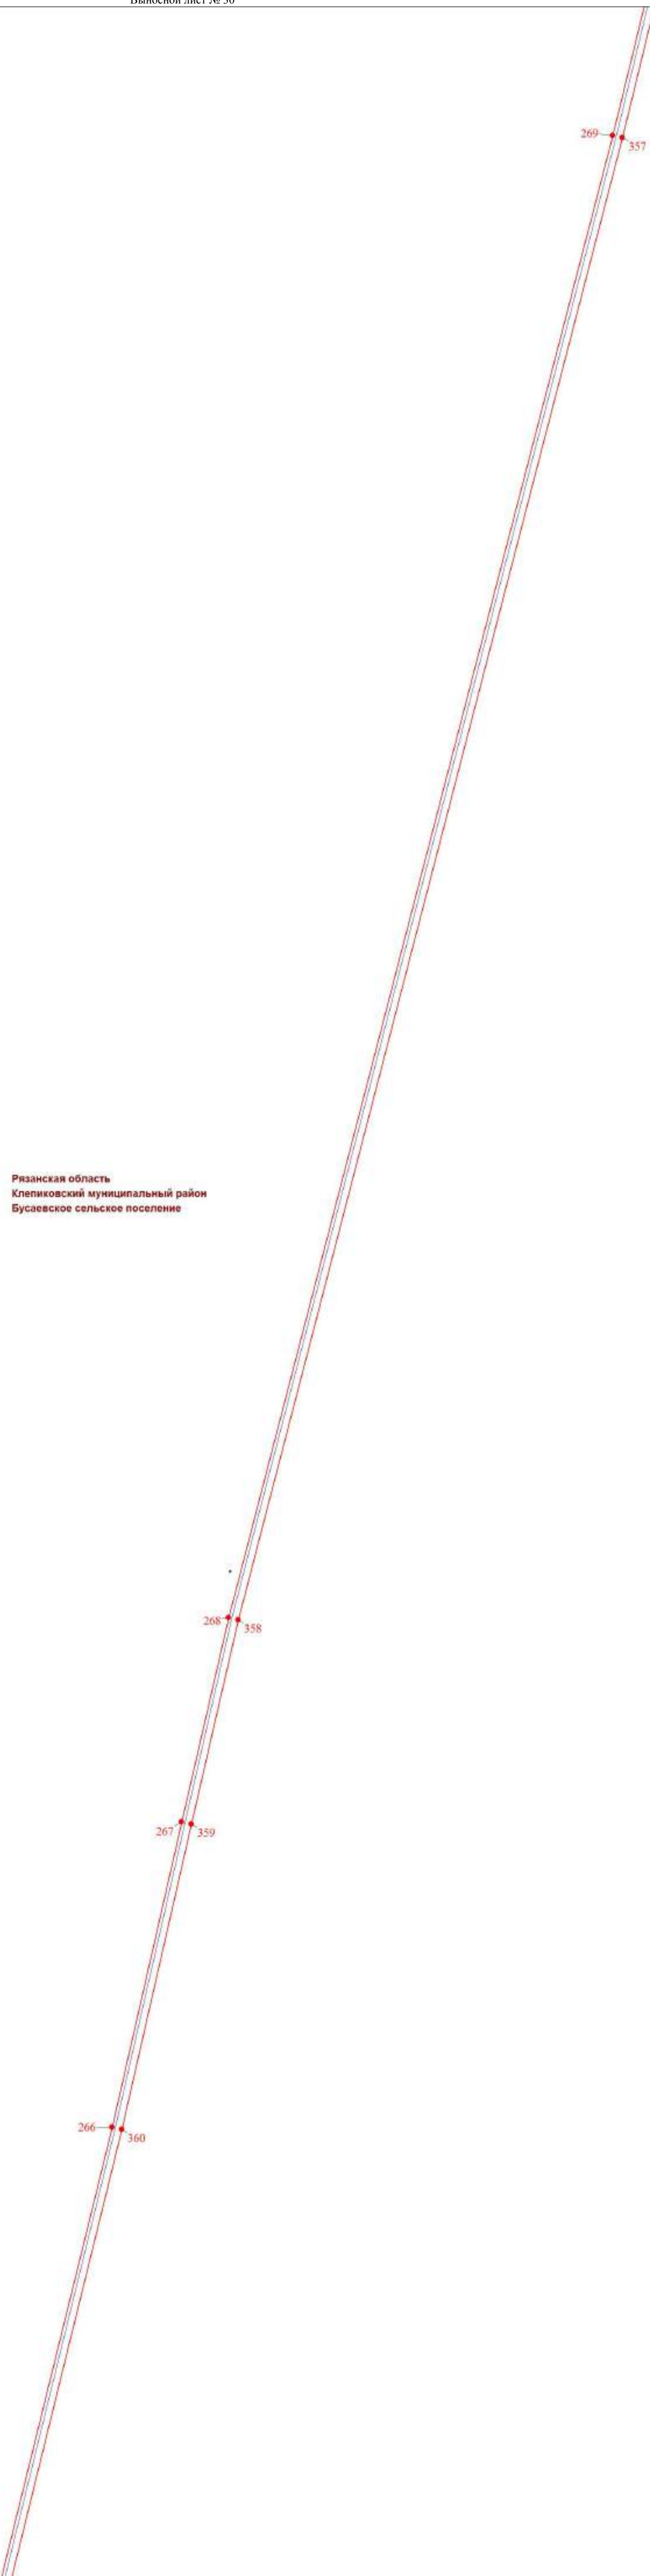 Выносной лист № 30
269
357
Рязанская область
Клепиковский муниципальный район
Бусаевское сельское поселение
268
358
267
359
266
360